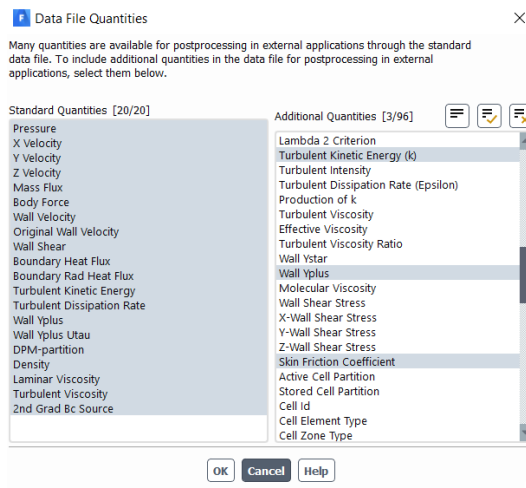 Data File Quantities
Many quantities are available for postprocessing in external applications through the standard
data file. To include additional quantities in the data file for postprocessing in external
applications, select them below.
Standard Quantities [20/20]
Pressure
X Velocity
Y Velocity
Z Velocity
Mass Flux
Body Force
Wall Velocity
Original Wall Velocity
Wall Shear
Boundary Heat Flux
Boundary Rad Heat Flux
Turbulent Kinetic Energy
Turbulent Dissipation Rate
Wall Yplus
Wall Yplus Utau
DPM-partition
Density
Laminar Viscosity
Turbulent Viscosity
2nd Grad Bc Source
Additional Quantities [3/96]
Lambda 2 Criterion
Turbulent Kinetic Energy (k)
Turbulent Intensity
Turbulent Dissipation Rate (Epsilon)
Production of k
Turbulent Viscosity
Effective Viscosity
Turbulent Viscosity Ratio
Wall Ystar
Wall Yplus
Molecular Viscosity
Wall Shear Stress
X-Wall Shear Stress
Y-Wall Shear Stress
Z-Wall Shear Stress
Skin Friction Coefficient
Active Cell Partition
Stored Cell Partition
Cell Id
Cell Element Type
Cell Zone Type
OK Cancel Help